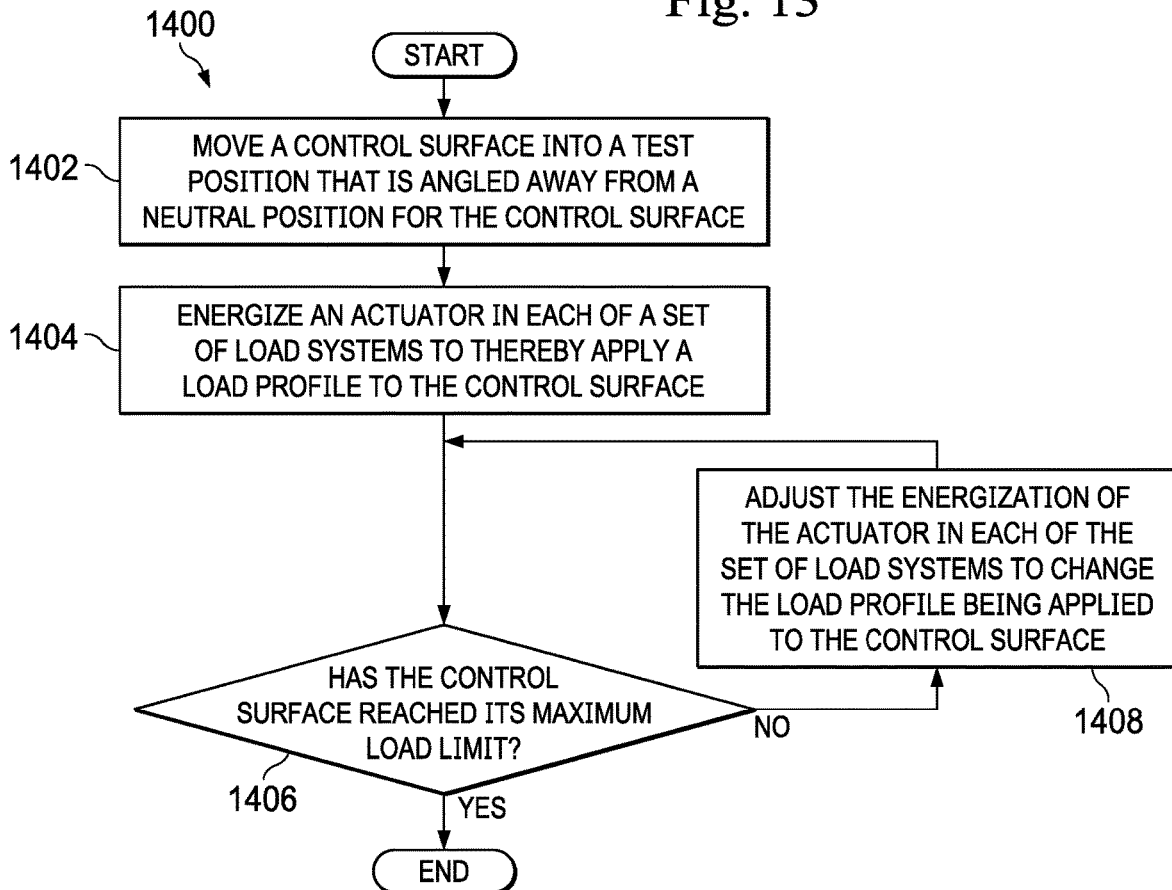 Fig. 13
1400
START
1402
MOVE A CONTROL SURFACE INTO A TEST
POSITION THAT IS ANGLED AWAY FROM A
NEUTRAL POSITION FOR THE CONTROL SURFACE
1404
ENERGIZE AN ACTUATOR IN EACH OF A SET
OF LOAD SYSTEMS TO THEREBY APPLY A
LOAD PROFILE TO THE CONTROL SURFACE
ADJUST THE ENERGIZATION OF
THE ACTUATOR IN EACH OF THE
SET OF LOAD SYSTEMS TO CHANGE
THE LOAD PROFILE BEING APPLIED
TO THE CONTROL SURFACE
1408
HAS THE CONTROL
SURFACE REACHED ITS MAXIMUM
LOAD LIMIT?
NO
1406
YES
END